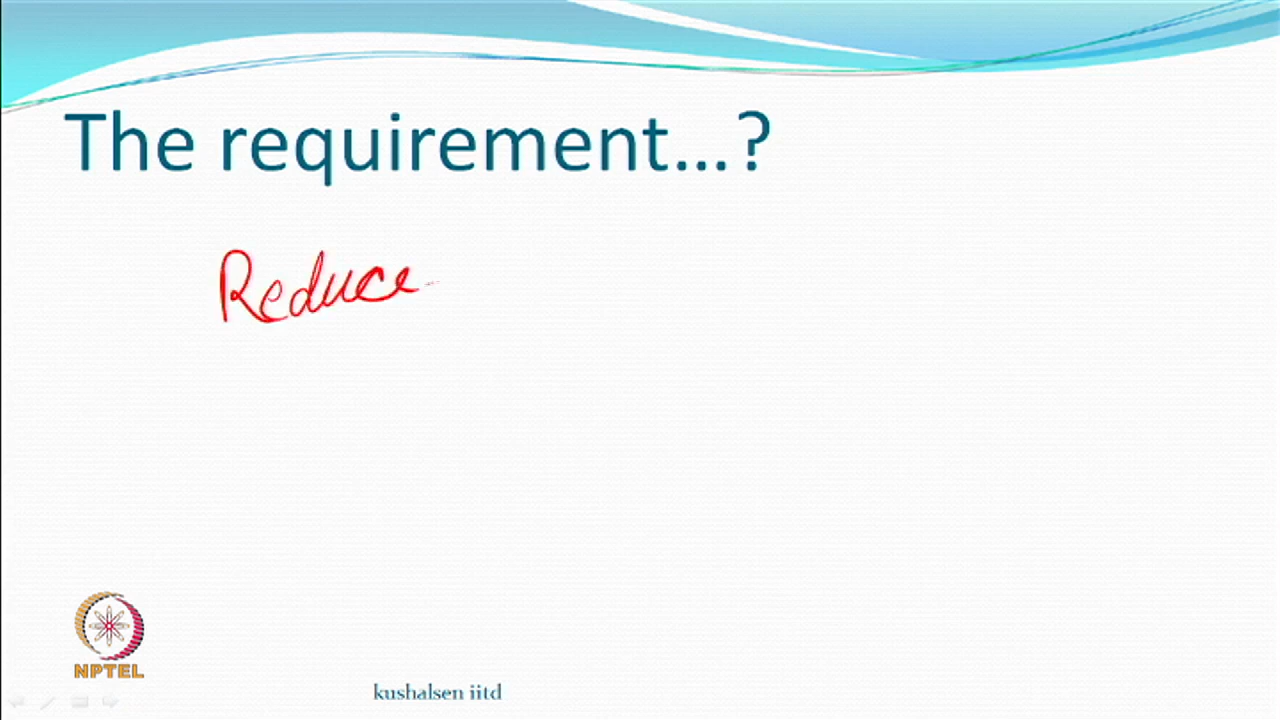 The requirement...?
Reduce
NPTEL
kushalsen iitd